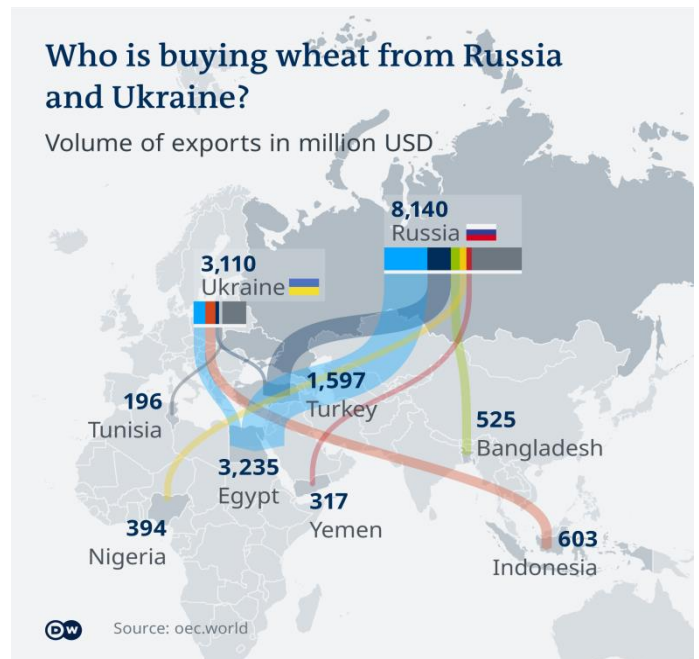 Who is buying wheat from Russia
and Ukraine?
Volume of exports in million USD
8,140
Russia
3,110
Ukraine
1,597
Turkey
196
Tunisia
525
Bangladesh
3,235
Egypt
317
Yemen
394
Nigeria
603
Indonesia
DW
Source: oec.world